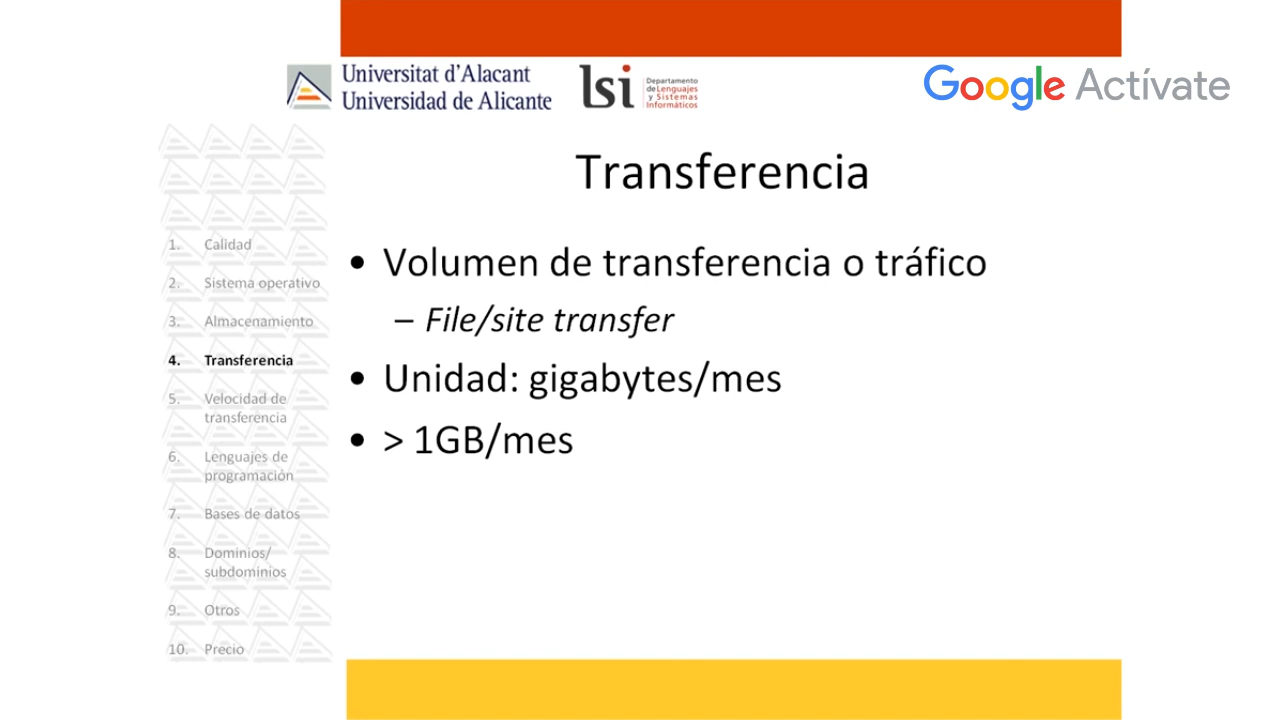 Universitat d'Alacant
Universidad de Alicante
lsi
Departamento
de Lenguajes
y Sistemas
Informáticos
Google Actívate
Transferencia
1. Calidad
2. Sistema operativo
3. Almacenamiento
4. Transferencia
5. Velocidad de
transferencia
6. Lenguajes de
programación
7. Bases de datos
8. Dominios/
subdominios
9. Otros
10. Precio
• Volumen de transferencia o tráfico
– File/site transfer
• Unidad: gigabytes/mes
• > 1GB/mes